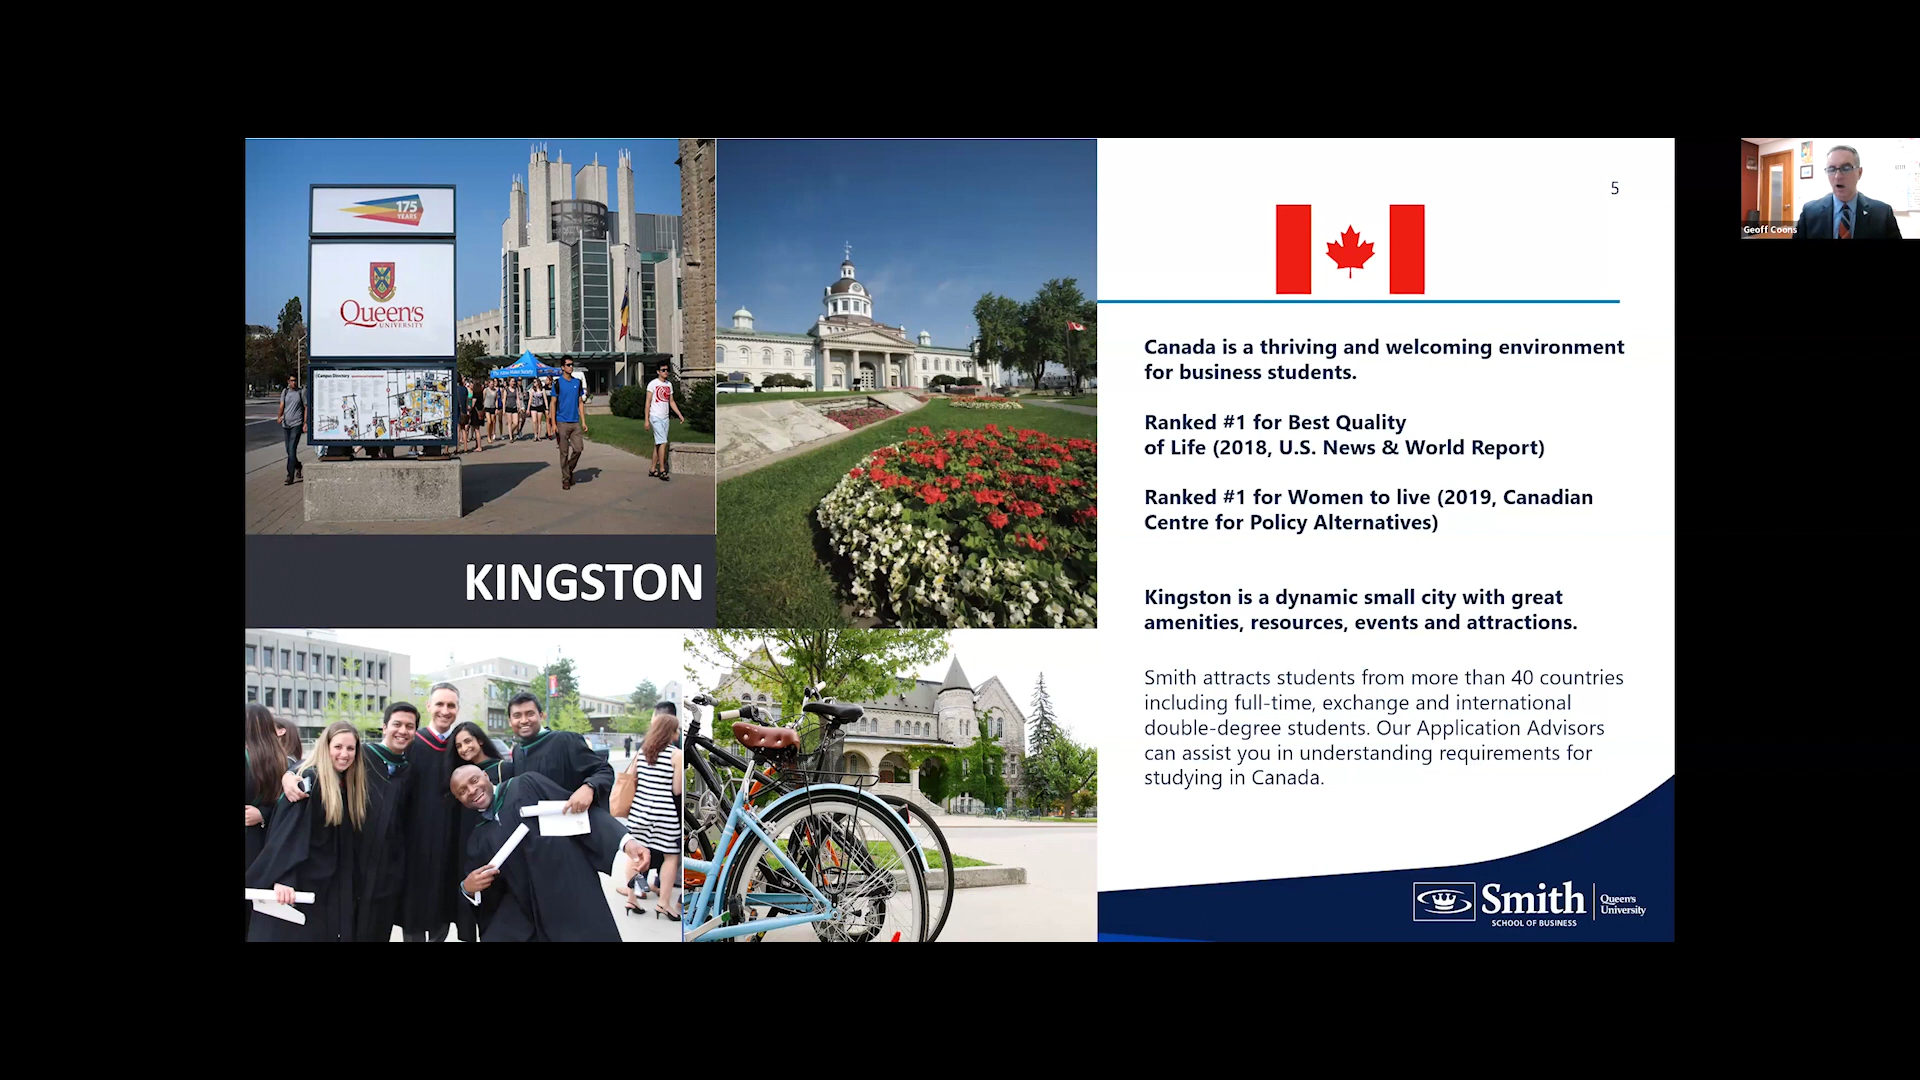 175
YEARS
Queen's
UNIVERSITY
Campus Directory
KINGSTON
5
Canada is a thriving and welcoming environment
for business students.
Ranked #1 for Best Quality
of Life (2018, U.S. News & World Report)
Ranked #1 for Women to live (2019, Canadian
Centre for Policy Alternatives)
Kingston is a dynamic small city with great
amenities, resources, events and attractions.
Smith attracts students from more than 40 countries
including full-time, exchange and international
double-degree students. Our Application Advisors
can assist you in understanding requirements for
studying in Canada.
Smith
SCHOOL OF BUSINESS
Queen's
University
Geoff Coons